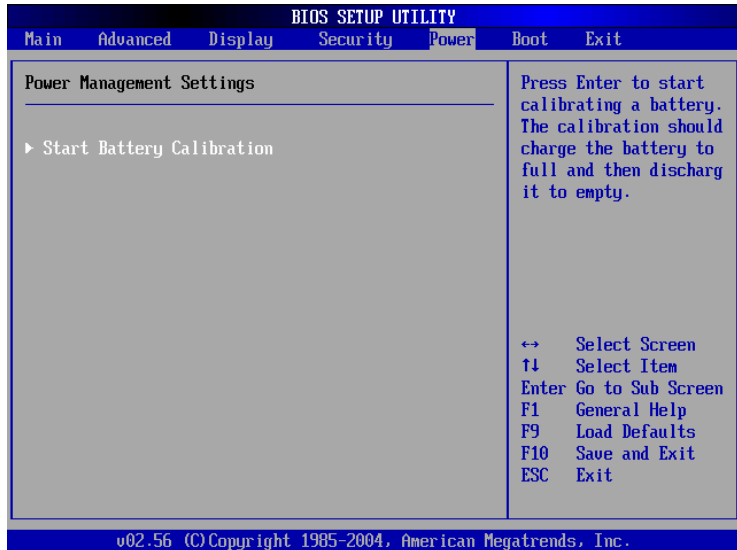 BIOS SETUP UTILITY
Main Advanced Display Security Power Boot Exit
Power Management Settings
▶ Start Battery Calibration
Press Enter to start
calibrating a battery.
The calibration should
charge the battery to
full and then discharg
it to empty.
↔ Select Screen
↑↓ Select Item
Enter Go to Sub Screen
F1 General Help
F9 Load Defaults
F10 Save and Exit
ESC Exit
v02.56 (C)Copyright 1985-2004, American Megatrends, Inc.